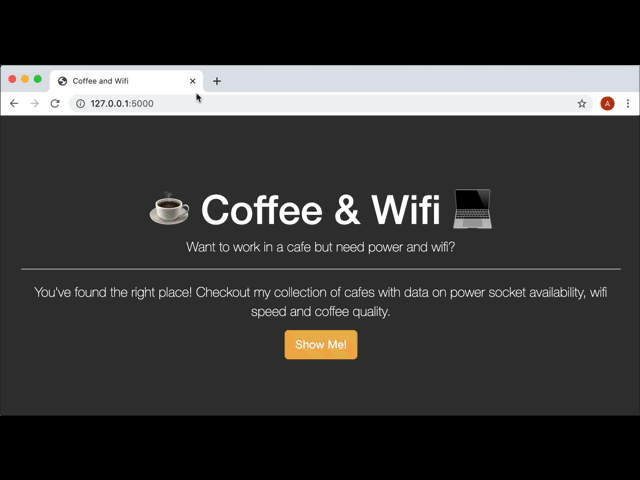 Coffee and Wifi
127.0.0.1:5000
A
☕ Coffee & Wifi 💻
Want to work in a cafe but need power and wifi?
You've found the right place! Checkout my collection of cafes with data on power socket availability, wifi
speed and coffee quality.
Show Me!